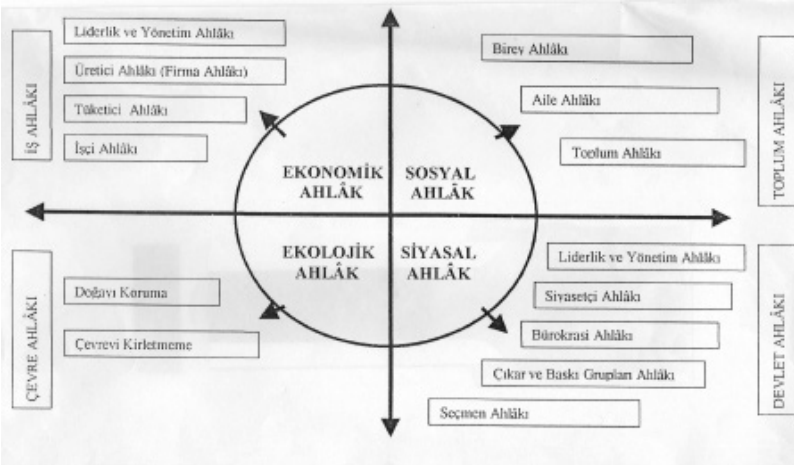 İŞ AHLÂKI
Liderlik ve Yönetim Ahlâkı
Üretici Ahlâkı (Firma Ahlâkı)
Tüketici Ahlâkı
İşçi Ahlâkı
EKONOMİK
AHLÂK
SOSYAL
AHLÂK
Birey Ahlâkı
Aile Ahlâkı
Toplum Ahlâkı
TOPLUM AHLÂKI
ÇEVRE AHLÂKI
Doğayı Koruma
Çevreyi Kirletmeme
EKOLOJİK
AHLÂK
SİYASAL
AHLÂK
Liderlik ve Yönetim Ahlâkı
Siyasetçi Ahlâkı
Bürokrasi Ahlâkı
Çıkar ve Baskı Grupları Ahlâkı
Seçmen Ahlâkı
DEVLET AHLÂKI